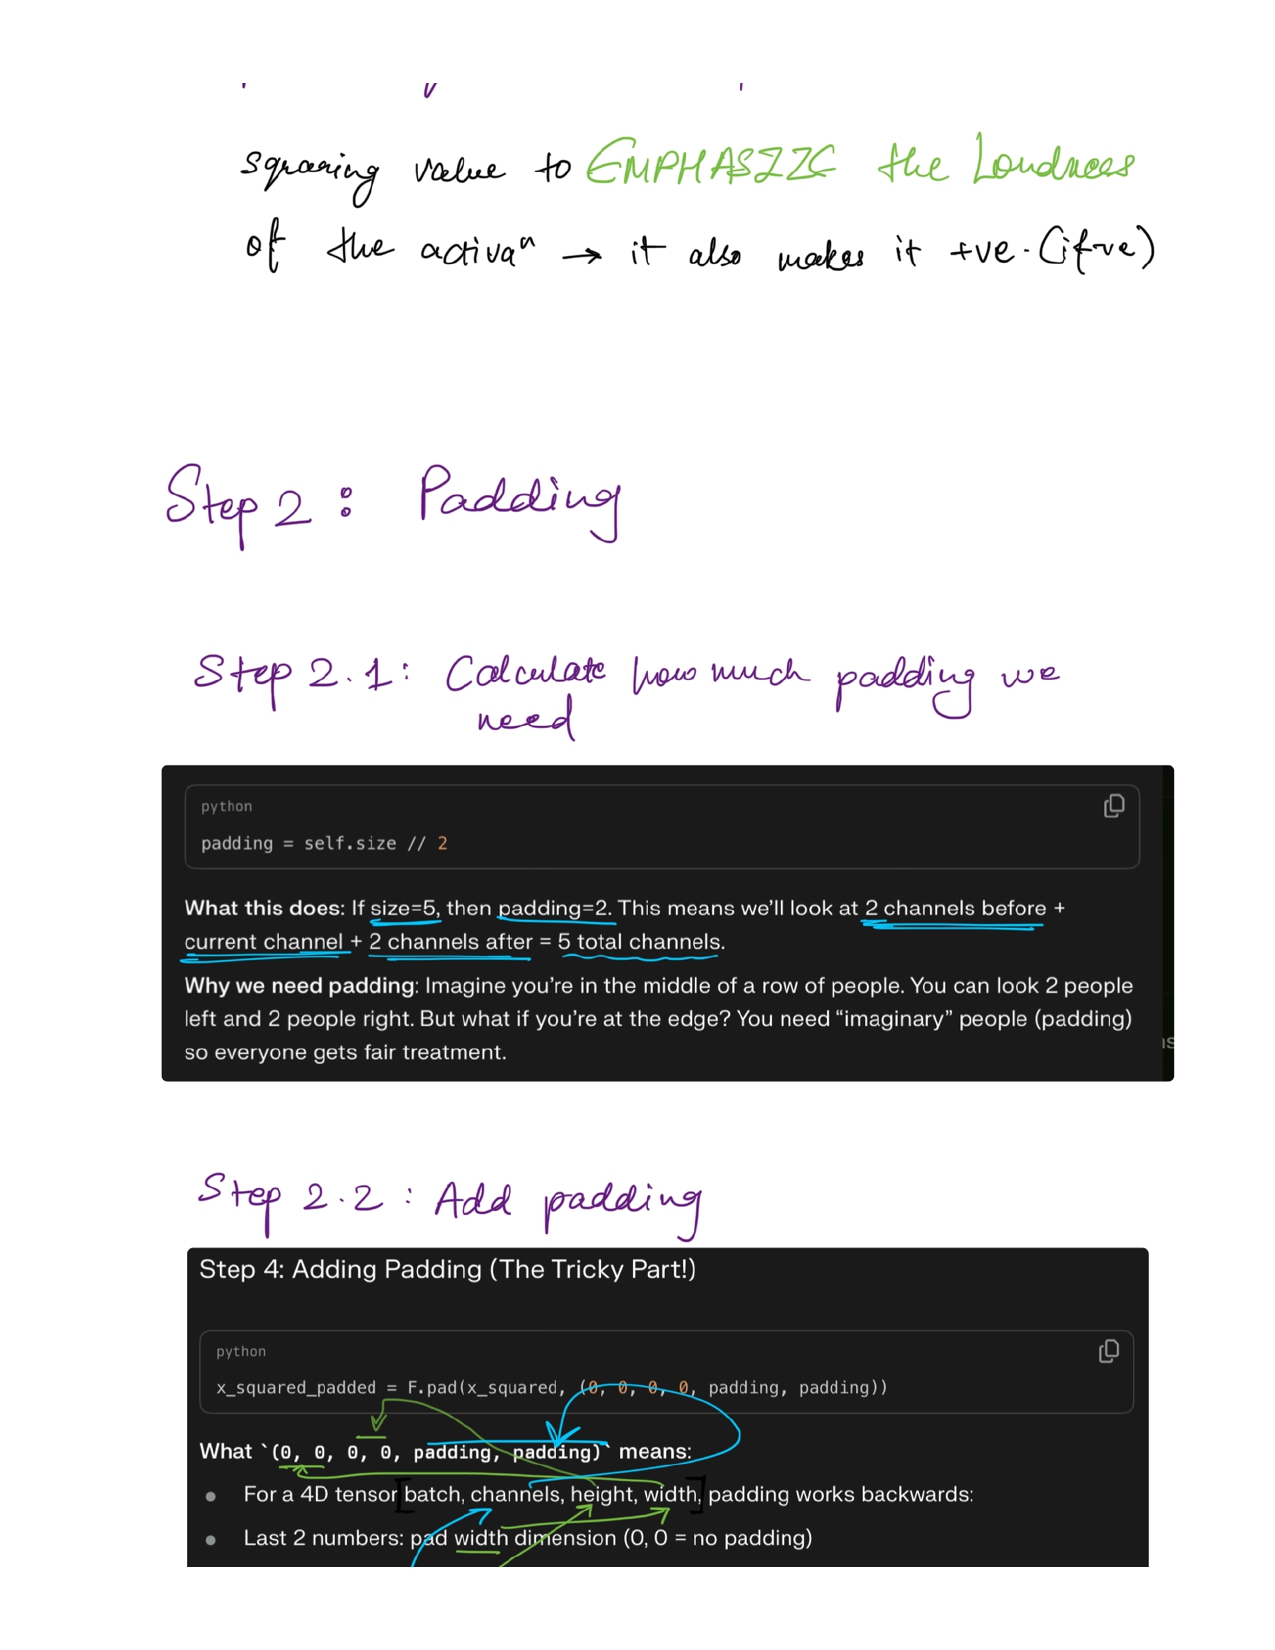 squaring value to EMPHASIZE the Loudness
of the activaⁿ → it also makes it +ve. (if -ve)
Step 2 : Padding
Step 2.1 : Calculate how much padding we
need
python
padding = self.size // 2
What this does: If size=5, then padding=2. This means we'll look at 2 channels before +
current channel + 2 channels after = 5 total channels.
Why we need padding: Imagine you're in the middle of a row of people. You can look 2 people
left and 2 people right. But what if you're at the edge? You need “imaginary” people (padding)
so everyone gets fair treatment.
Step 2.2 : Add padding
Step 4: Adding Padding (The Tricky Part!)
python
x_squared_padded = F.pad(x_squared, (0, 0, 0, 0, padding, padding))
What `(0, 0, 0, 0, padding, padding)` means:
• For a 4D tensor [batch, channels, height, width,] padding works backwards:
• Last 2 numbers: pad width dimension (0, 0 = no padding)